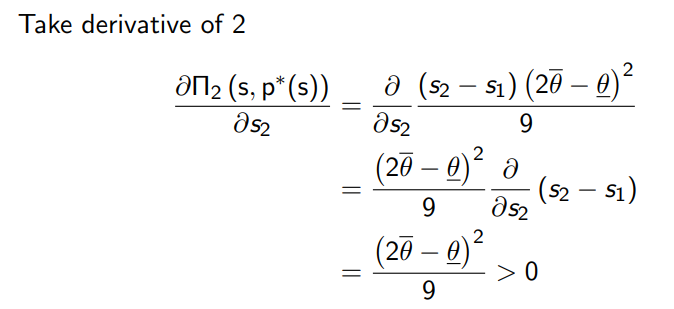 Take derivative of 2
∂Π₂ (s, p*(s)) / ∂s₂ = ∂/∂s₂ (s₂ − s₁) (2θ̅ − θ̲)² / 9
= (2θ̅ − θ̲)² / 9 ∂/∂s₂ (s₂ − s₁)
= (2θ̅ − θ̲)² / 9 > 0